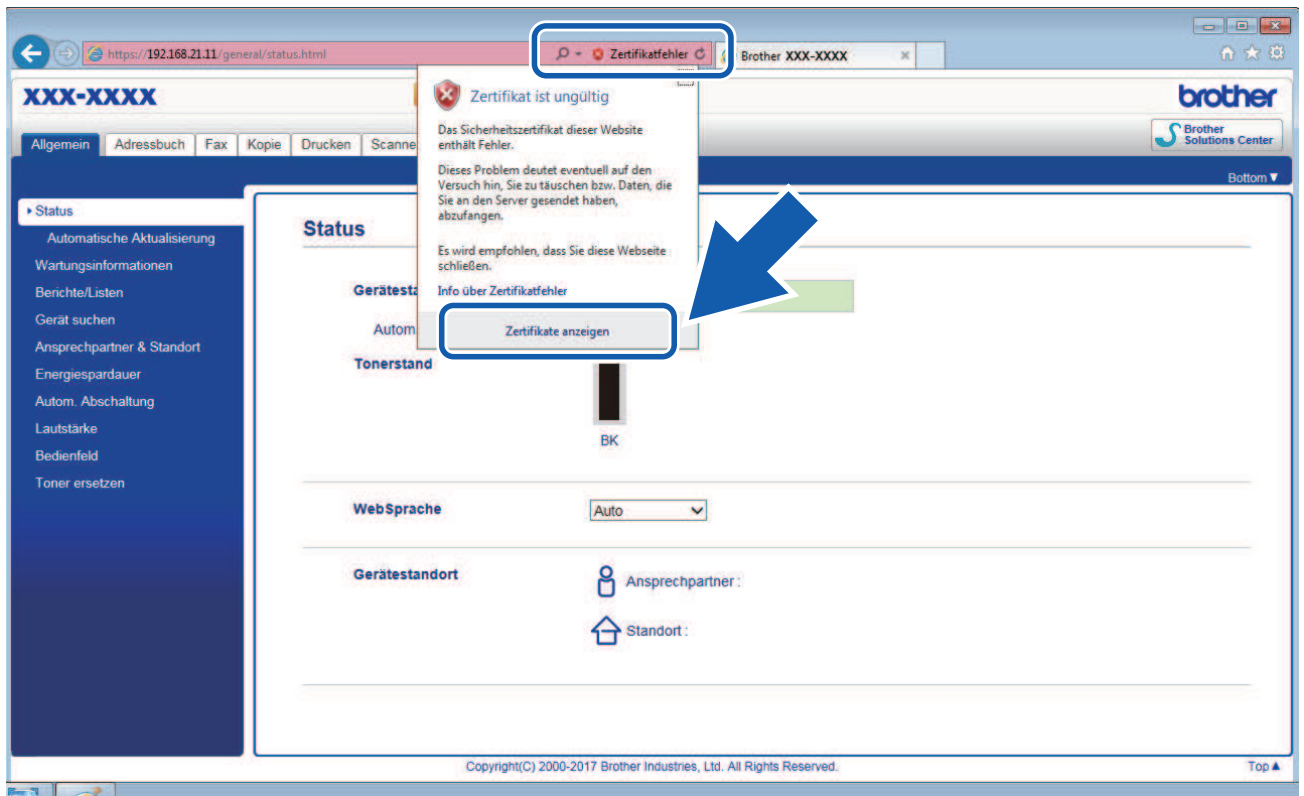 https://192.168.21.11/general/status.html
Zertifikatfehler
Brother XXX-XXXX
XXX-XXXX
brother
Allgemein
Adressbuch
Fax
Kopie
Drucken
Brother
Solutions Center
Bottom▼
Zertifikat ist ungültig
Das Sicherheitszertifikat dieser Website
enthält Fehler.
Dieses Problem deutet eventuell auf den
Versuch hin, Sie zu täuschen bzw. Daten, die
Sie an den Server gesendet haben,
abzufangen.
Es wird empfohlen, dass Sie diese Webseite
schließen.
Info über Zertifikatfehler
Zertifikate anzeigen
Status
Automatische Aktualisierung
Wartungsinformationen
Berichte/Listen
Gerät suchen
Ansprechpartner & Standort
Energiespardauer
Autom. Abschaltung
Lautstärke
Bedienfeld
Toner ersetzen
Status
Tonerstand
BK
WebSprache
Auto
Gerätestandort
Ansprechpartner :
Standort :
Copyright(C) 2000-2017 Brother Industries, Ltd. All Rights Reserved.
Top▲